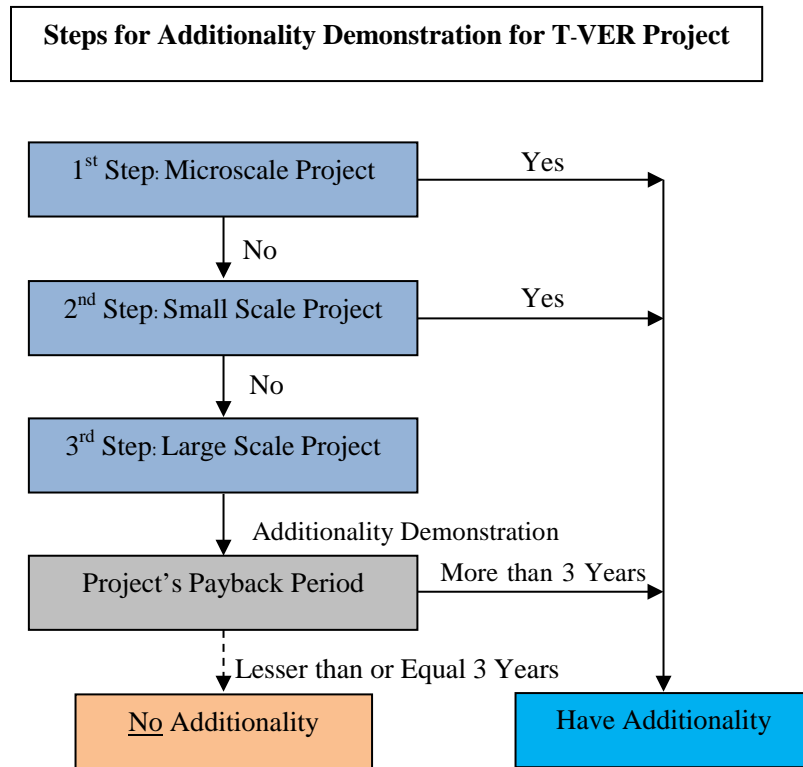 Steps for Additionality Demonstration for T-VER Project
1st Step: Microscale Project
Yes
No
2nd Step: Small Scale Project
Yes
No
3rd Step: Large Scale Project
Additionality Demonstration
Project's Payback Period
More than 3 Years
Lesser than or Equal 3 Years
No Additionality
Have Additionality